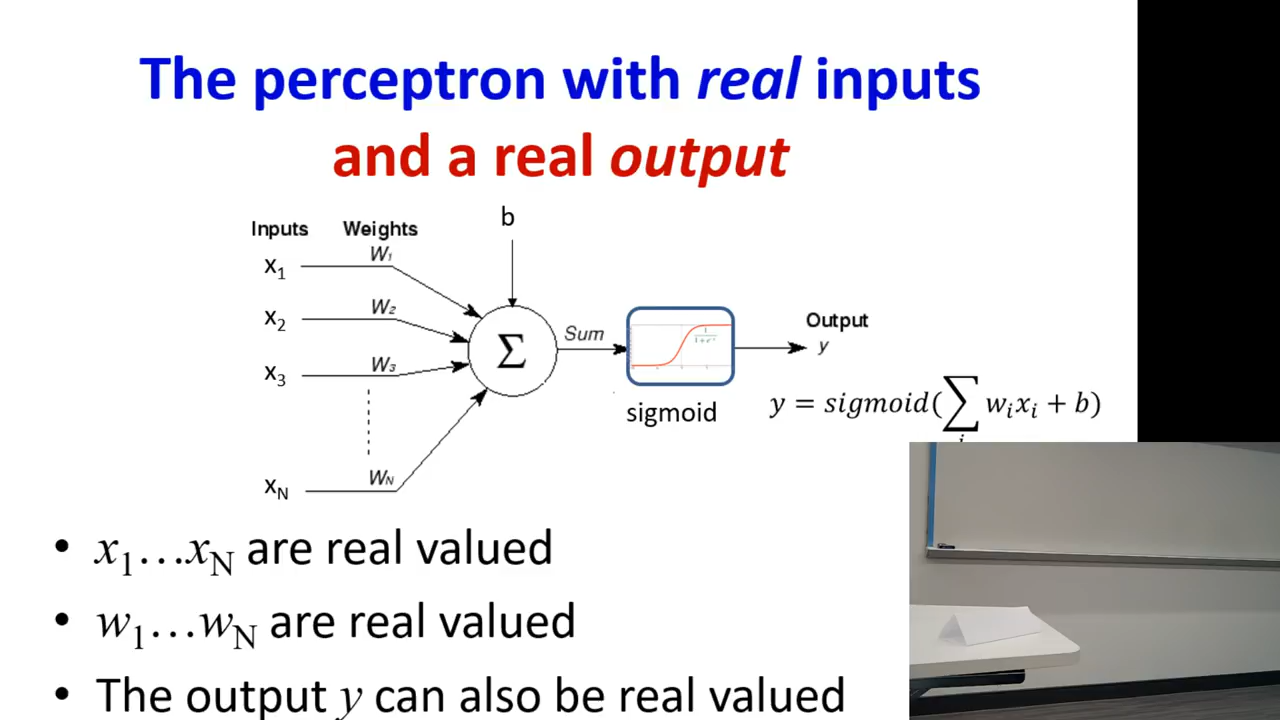 The perceptron with real inputs
and a real output
b
Inputs Weights
x1 W1
x2 W2
x3 W3
xN WN
Σ
Sum
1/(1+e^-z)
sigmoid
Output
y
y = sigmoid(∑ wixi + b)
i
• x1…xN are real valued
• w1…wN are real valued
• The output y can also be real valued